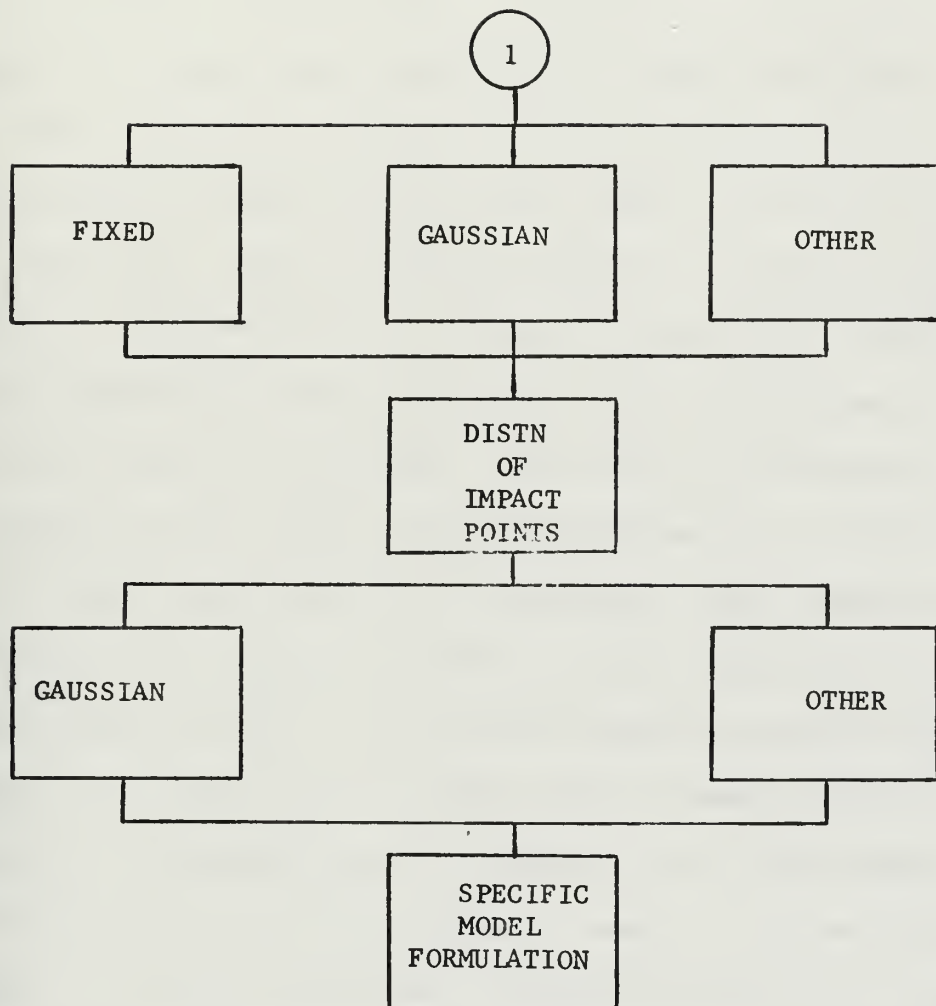 1
FIXED
GAUSSIAN
OTHER
DISTN
OF
IMPACT
POINTS
GAUSSIAN
OTHER
SPECIFIC
MODEL
FORMULATION